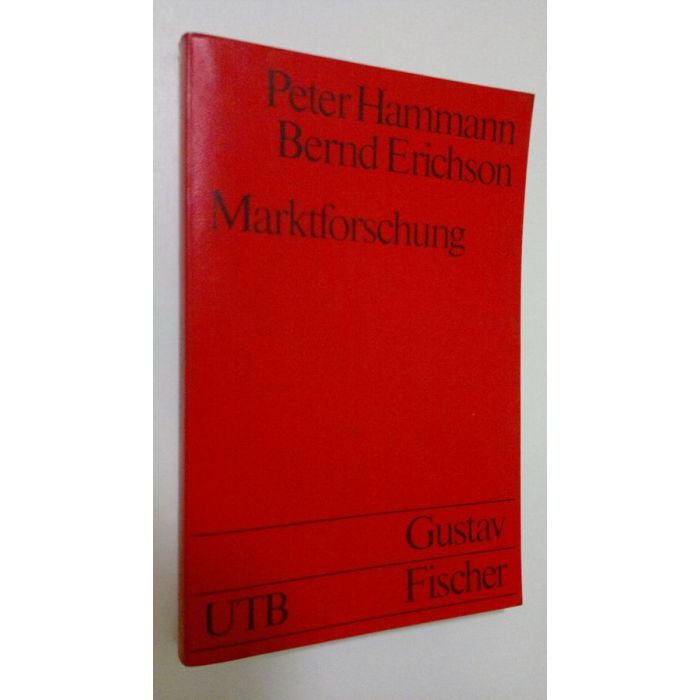 Peter Hammann
Bernd Erichson
Marktforschung
Gustav
Fischer
UTB